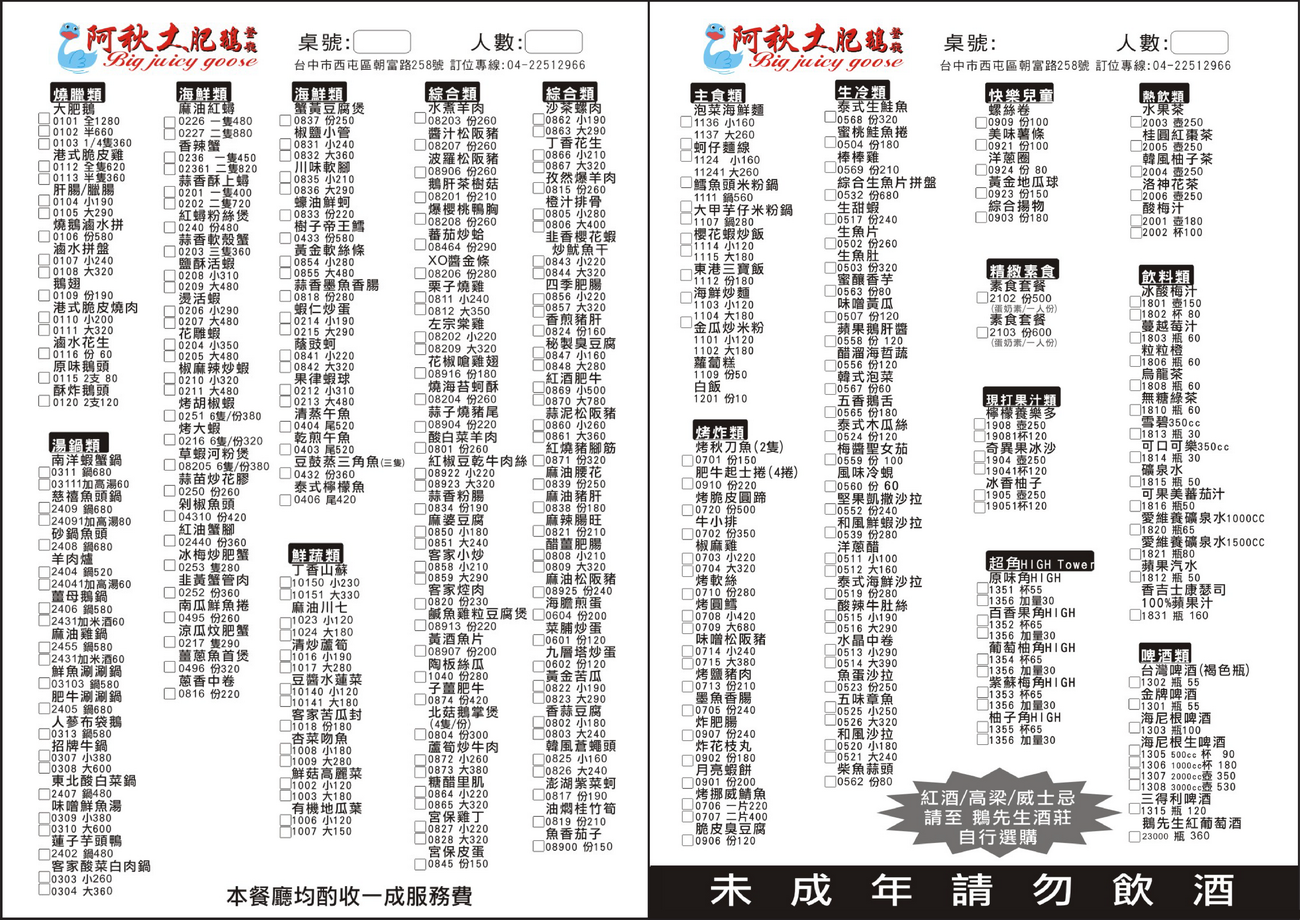 阿秋大肥鵝 餐飲
Big juicy goose
桌號:
人數:
台中市西屯區朝富路258號 訂位專線:04-22512966
燒臘類
大肥鵝
0101 全1280
0102 半660
0103 1/4隻360
港式脆皮雞
0112 全隻620
0113 半隻360
肝腸/臘腸
0104 小190
0105 大290
燒鵝滷水拼
0106 份580
滷水拼盤
0107 小240
0108 大320
鵝翅
0109 份190
港式脆皮燒肉
0110 小200
0111 大320
滷水花生
0116 份 60
原味鵝頭
0115 2支 80
酥炸鵝頭
0120 2支120
湯鍋類
南洋蝦蟹鍋
0311 鍋680
03111加高湯60
慈禧魚頭鍋
2409 鍋680
24091加高湯80
砂鍋魚頭
2408 鍋680
羊肉爐
2404 鍋520
24041加高湯60
薑母鵝鍋
2406 鍋580
2431加米酒60
麻油雞鍋
2455 鍋580
2431加米酒60
鮮魚涮涮鍋
03103 鍋580
肥牛涮涮鍋
2405 鍋680
人蔘布袋鵝
0313 鍋580
招牌牛鍋
0307 小380
0308 大600
東北酸白菜鍋
2407 鍋480
味噌鮮魚湯
0309 小380
0310 大600
蓮子芋頭鴨
2402 鍋480
客家酸菜白肉鍋
0303 小260
0304 大360
海鮮類
麻油紅蟳
0226 一隻480
0227 二隻880
香辣蟹
0236 一隻450
02361 二隻820
蒜香酥上蟳
0201 一隻400
0202 二隻720
紅蟳粉絲煲
0240 份480
蒜香軟殼蟹
0203 三隻360
鹽酥活蝦
0208 小310
0209 大480
燙活蝦
0206 小290
0207 大480
花雕蝦
0204 小350
0205 大480
椒麻辣炒蝦
0210 小320
0211 大480
烤胡椒蝦
0251 6隻/份380
烤大蝦
0216 6隻/份320
草蝦河粉煲
08205 6隻/份380
蒜苗炒花膠
0250 份260
剁椒魚頭
04310 份420
紅油蟹腳
02440 份360
冰梅炒肥蟹
0253 隻280
韭黃蟹管肉
0252 份360
南瓜鮮魚捲
0495 份260
涼瓜炆肥蟹
0217 隻290
薑蔥魚首煲
0496 份320
蔥香中卷
0816 份220
海鮮類
蟹黃豆腐煲
0837 份250
椒鹽小管
0831 小240
0832 大360
川味軟腳
0835 小210
0836 大290
蠔油鮮蚵
0833 份220
樹子帝王鱘
0433 份580
黃金軟絲條
0854 小280
0855 大480
蒜香墨魚香腸
0818 份280
蝦仁炒蛋
0214 小190
0215 大290
蔭豉蚵
0841 小220
0842 大320
果律蝦球
0212 小310
0213 大480
清蒸午魚
0404 尾520
乾煎午魚
0403 尾520
豆鼓蒸三角魚(三隻)
0432 份360
泰式檸檬魚
0406 尾420
鮮蔬類
丁香山蘇
10150 小230
10151 大330
麻油川七
1023 小120
1024 大180
清炒蘆筍
1016 小190
1017 大280
豆醬水蓮菜
10140 小120
10141 大180
客家苦瓜封
1018 份180
杏菜吻魚
1008 小180
1009 大280
鮮菇高麗菜
1002 小120
1003 大180
有機地瓜葉
1006 小120
1007 大150
綜合類
水煮羊肉
08203 份260
醬汁松阪豬
08207 份260
波羅松阪豬
08906 份260
鵝肝茶樹菇
08201 份210
爆櫻桃鴨胸
08208 份260
蕃茄炒蛤
08464 份290
XO醬金條
08206 份280
栗子燒雞
0811 小240
0812 大350
左宗棠雞
08202 小220
08209 大320
花椒嗆雞翅
08916 份180
燒海苔蚵酥
08204 份260
蒜子燒豬尾
08904 份220
酸白菜羊肉
0801 份260
紅椒豆乾牛肉絲
08922 小220
08923 大320
蒜香粉腸
0834 份190
麻婆豆腐
0850 小180
0851 大240
客家小炒
0858 小210
0859 大290
客家焢肉
0820 份230
鹹魚雞粒豆腐煲
08913 份220
黃酒魚片
08907 份200
陶板絲瓜
1040 份280
子薑肥牛
0874 份420
北菇鵝掌煲
(4隻/份)
0804 份300
蘆筍炒牛肉
0872 小260
0873 大380
糖醋里肌
0864 小220
0865 大320
宮保雞丁
0827 小220
0828 大320
宮保皮蛋
0845 份150
綜合類
沙茶螺肉
0862 小190
0863 大290
丁香花生
0866 小210
0867 大320
孜然爆羊肉
0815 份260
橙汁排骨
0805 小280
0806 大400
韭香櫻花蝦
炒魷魚干
0843 小220
0844 大320
四季肥腸
0856 小220
0857 大320
香煎豬肝
0824 份160
秘製臭豆腐
0847 小160
0848 大280
紅酒肥牛
0869 小500
0870 大780
蒜泥松阪豬
0860 小260
0861 大360
紅燒豬腳筋
0871 份320
麻油腰花
0839 份250
麻油豬肝
0838 份180
麻辣腸旺
0821 份210
醋薑肥腸
0808 小210
0809 大320
麻油松阪豬
08925 份240
海膽煎蛋
0604 份200
菜脯炒蛋
0601 份120
九層塔炒蛋
0602 份120
黃金苦瓜
0822 小190
0823 大290
香蒜豆腐
0802 小180
0803 大240
韓風蒼蠅頭
0825 小160
0826 大240
澎湖紫菜蚵
0817 份190
油燜桂竹筍
0819 份210
魚香茄子
08900 份150
本餐廳均酌收一成服務費
阿秋大肥鵝 餐飲
Big juicy goose
桌號:
人數:
台中市西屯區朝富路258號 訂位專線:04-22512966
主食類
泡菜海鮮麵
1136 小160
1137 大260
蚵仔麵線
1124 小160
11241 大260
鱈魚頭米粉鍋
1111 鍋560
大甲芋仔米粉鍋
1107 鍋280
櫻花蝦炒飯
1114 小120
1115 大180
東港三寶飯
1112 份180
海鮮炒麵
1103 小120
1104 大180
金瓜炒米粉
1101 小120
1102 大180
蘿蔔糕
1109 份50
白飯
1201 份10
烤炸類
烤秋刀魚(2隻)
0701 份150
肥牛起士捲(4捲)
0910 份220
烤脆皮圓蹄
0720 份500
牛小排
0702 份350
椒麻雞
0703 小220
0704 大320
烤軟絲
0710 份280
烤圓鱈
0708 小420
0709 大680
味噌松阪豬
0714 小240
0715 大380
烤鹽豬肉
0713 份210
墨魚香腸
0705 份240
炸肥腸
0907 份240
炸花枝丸
0902 份180
月亮蝦餅
0901 份200
烤挪威鯖魚
0706 一片220
0707 二片400
脆皮臭豆腐
0906 份120
生冷類
泰式生鮭魚
0568 份320
蜜桃鮭魚捲
0504 份180
棒棒雞
0569 份210
綜合生魚片拼盤
0532 份680
生甜蝦
0517 份240
生魚片
0502 份260
生魚肚
0503 份320
蜜釀香芋
0563 份80
味噌黃瓜
0507 份120
蘋果鵝肝醬
0558 份 120
醋溜海哲蔬
0556 份120
韓式泡菜
0567 份60
五香鵝舌
0565 份180
泰式木瓜絲
0524 份120
梅醬聖女茄
0559 份 100
風味冷蜆
0560 份 60
堅果凱撒沙拉
0552 份240
和風鮮蝦沙拉
0539 份280
洋蔥醋
0511 小100
0512 大160
泰式海鮮沙拉
0519 份280
酸辣牛肚絲
0515 小190
0516 大290
水晶中卷
0513 小290
0514 大390
魚蛋沙拉
0523 份250
五味章魚
0525 小250
0526 大320
和風沙拉
0520 小180
0521 大240
柴魚蒜頭
0562 份80
快樂兒童
螺絲卷
0909 份100
美味薯條
0921 份100
洋蔥圈
0924 份 80
黃金地瓜球
0923 份150
綜合揚物
0903 份180
精緻素食
素食套餐
2102 份500
(蛋奶素/一人份)
素食套餐
2103 份600
(蛋奶素/一人份)
現打果汁類
檸檬養樂多
1908 壺250
19081杯120
奇異果冰沙
1904 壺250
19041杯120
冰香柚子
1905 壺250
19051杯120
超角HIGH Tower
原味角HIGH
1351 杯55
1356 加量30
百香果角HIGH
1352 杯65
1356 加量30
葡萄柚角HIGH
1354 杯65
1356 加量30
紫蘇梅角HIGH
1353 杯65
1356 加量30
柚子角HIGH
1355 杯65
1356 加量30
熱飲類
水果茶
2003 壺250
桂圓紅棗茶
2005 壺250
韓風柚子茶
2004 壺250
洛神花茶
2006 壺250
酸梅汁
2001 壺180
2002 杯100
飲料類
冰酸梅汁
1801 壺150
1802 杯 80
蔓越莓汁
1803 瓶 60
粒粒橙
1806 瓶 60
烏龍茶
1808 瓶 60
無糖綠茶
1810 瓶 60
雪碧350cc
1813 瓶 30
可口可樂350cc
1814 瓶 30
礦泉水
1815 瓶 50
可果美蕃茄汁
1816 瓶50
愛維養礦泉水1000CC
1820 瓶65
愛維養礦泉水1500CC
1821 瓶80
蘋果汽水
1812 瓶 50
香吉士康瑟司
100%蘋果汁
1831 瓶 160
啤酒類
台灣啤酒(褐色瓶)
1302 瓶 55
金牌啤酒
1301 瓶 55
海尼根啤酒
1303 瓶100
海尼根生啤酒
1305 500cc 杯 90
1306 1000cc杯 180
1307 2000cc壺 350
1308 3000cc壺 530
三得利啤酒
1315 瓶 120
鵝先生紅葡萄酒
23000 瓶 360
紅酒/高梁/威士忌
請至 鵝先生酒莊
自行選購
未成年請勿飲酒